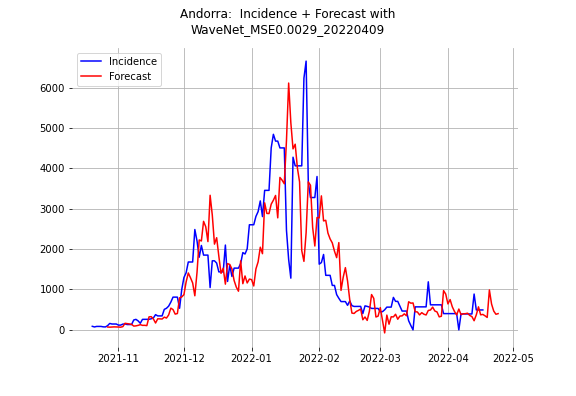 Andorra:  Incidence + Forecast with
WaveNet_MSE0.0029_20220409
Incidence
Forecast
6000
5000
4000
3000
2000
1000
0
2021-11 2021-12 2022-01 2022-02 2022-03 2022-04 2022-05